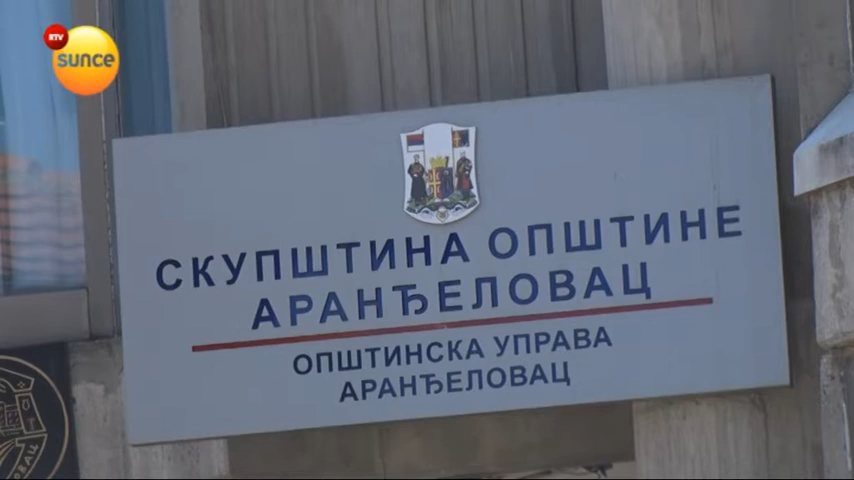 RTV
sunce
СКУПШТИНА ОПШТИНЕ
АРАНЂЕЛОВАЦ
ОПШТИНСКА УПРАВА
АРАНЂЕЛОВАЦ